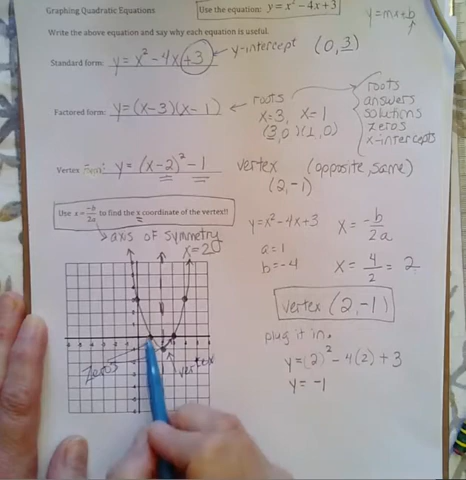 Graphing Quadratic Equations
Use the equation: y = x² - 4x + 3
y = mx + b
Write the above equation and say why each equation is useful.
Standard form: y = x² - 4x + 3 y-intercept (0, 3)
Factored form: y = (x-3)(x-1) roots
x = 3, x = 1
(3,0) (1,0)
roots
answers
solutions
zeros
x-intercepts
Vertex form: y = (x-2)² - 1 vertex (opposite, same)
(2, -1)
Use x = -b/2a to find the x coordinate of the vertex!!
axis of symmetry
x = 2
y = x² - 4x + 3 x = -b/2a
a = 1
b = -4 x = 4/2 = 2
vertex (2, -1)
plug it in.
y = (2)² - 4(2) + 3
y = -1
zeros
vertex